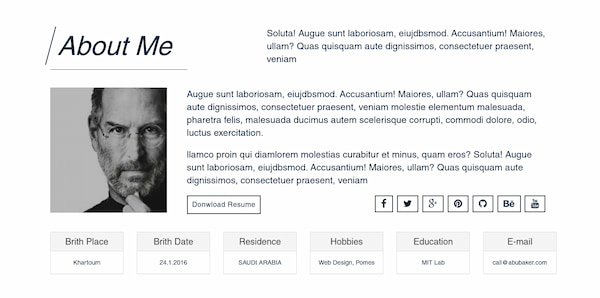 About Me
Soluta! Augue sunt laboriosam, eiujdbsmod. Accusantium! Maiores,
ullam? Quas quisquam aute dignissimos, consectetuer praesent,
veniam
Augue sunt laboriosam, eiujdbsmod. Accusantium! Maiores, ullam? Quas quisquam
aute dignissimos, consectetuer praesent, veniam molestie elementum malesuada,
pharetra felis, malesuada ducimus autem scelerisque corrupti, commodi dolore, odio,
luctus exercitation.
llamco proin qui diamlorem molestias curabitur et minus, quam eros? Soluta! Augue
sunt laboriosam, eiujdbsmod. Accusantium! Maiores, ullam? Quas quisquam aute
dignissimos, consectetuer praesent, veniam
Donwload Resume
Brith Place
Khartoum
Brith Date
24.1.2016
Residence
SAUDI ARABIA
Hobbies
Web Design, Pomes
Education
MIT Lab
E-mail
call@abubaker.com